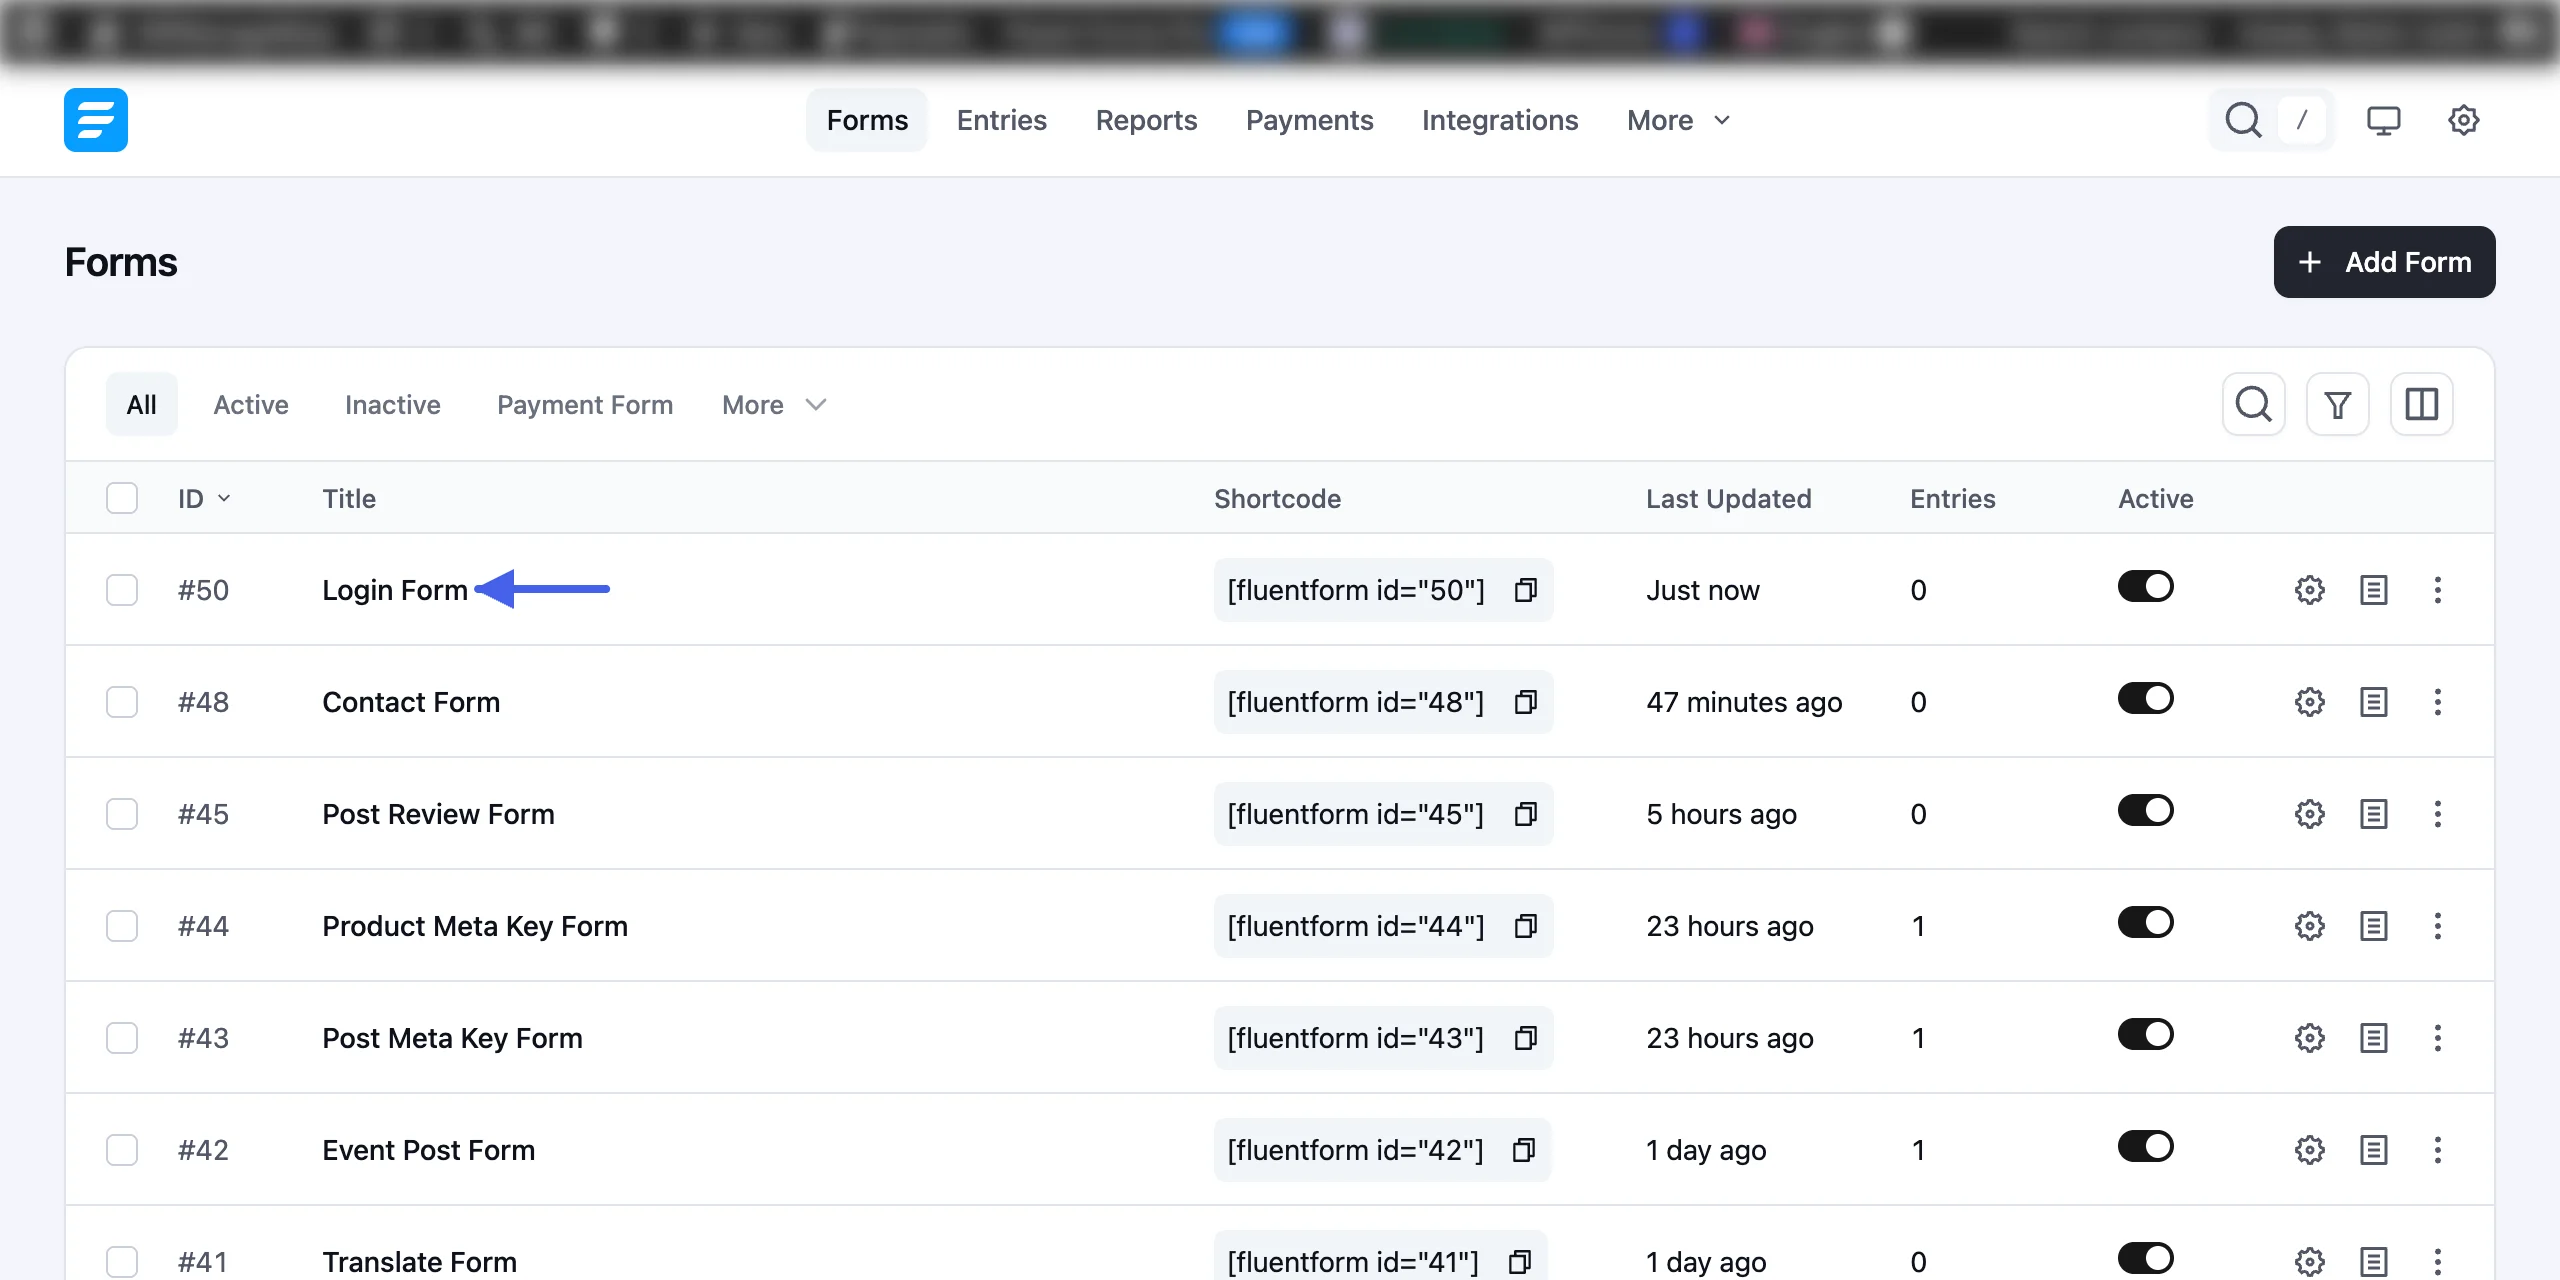 Forms Entries Reports Payments Integrations More /
Forms + Add Form
All Active Inactive Payment Form More
ID Title Shortcode Last Updated Entries Active
#50 Login Form [fluentform id="50"] Just now 0
#48 Contact Form [fluentform id="48"] 47 minutes ago 0
#45 Post Review Form [fluentform id="45"] 5 hours ago 0
#44 Product Meta Key Form [fluentform id="44"] 23 hours ago 1
#43 Post Meta Key Form [fluentform id="43"] 23 hours ago 1
#42 Event Post Form [fluentform id="42"] 1 day ago 1
#41 Translate Form [fluentform id="41"] 1 day ago 0